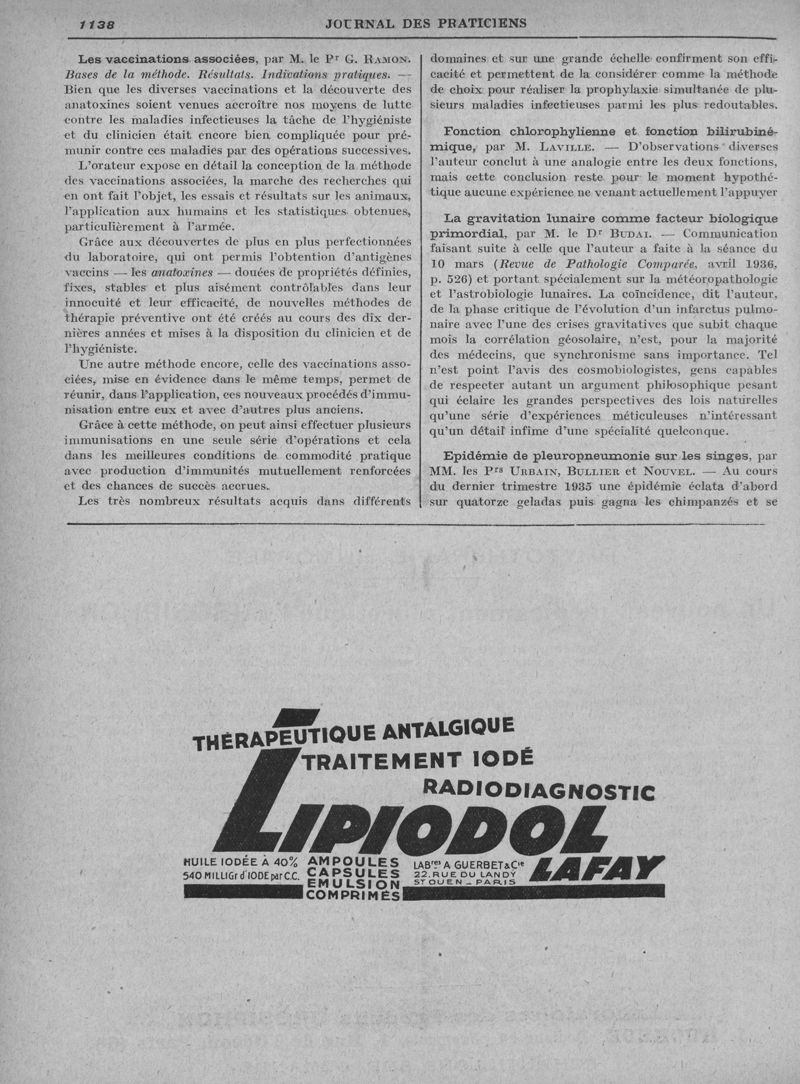 1138
JOURNAL DES PRATICIENS
Les vaccinations associées, par M. le Pr G. RAMON.
Bases de la méthode. Résultats. Indications pratiques. —
Bien que les diverses vaccinations et la découverte des
anatoxines soient venues accroître nos moyens de lutte
contre les maladies infectieuses la tâche de l'hygiéniste
et du clinicien était encore bien compliquée pour pré-
munir contre ces maladies par des opérations successives.
L'orateur expose en détail la conception de la méthode
des vaccinations associées, la marche des recherches qui
en ont fait l'objet, les essais et résultats sur les animaux,
l'application aux humains et les statistiques obtenues,
particulièrement à l'armée.
Grâce aux découvertes de plus en plus perfectionnées
du laboratoire, qui ont permis l'obtention d'antigènes
vaccins — les anatoxines — douées de propriétés définies,
fixes, stables et plus aisément contrôlables dans leur
innocuité et leur efficacité, de nouvelles méthodes de
thérapie préventive ont été créés au cours des dix der-
nières années et mises à la disposition du clinicien et de
l'hygiéniste.
Une autre méthode encore, celle des vaccinations asso-
ciées, mise en évidence dans le même temps, permet de
réunir, dans l'application, ces nouveaux procédés d'immu-
nisation entre eux et avec d'autres plus anciens.
Grâce à cette méthode, on peut ainsi effectuer plusieurs
immunisations en une seule série d'opérations et cela
dans les meilleures conditions de commodité pratique
avec production d'immunités mutuellement renforcées
et des chances de succès accrues.
Les très nombreux résultats acquis dans différents
domaines et sur une grande échelle confirment son effi-
cacité et permettent de la considérer comme la méthode
de choix pour réaliser la prophylaxie simultanée de plu-
sieurs maladies infectieuses parmi les plus redoutables.
Fonction chlorophylienne et fonction bilirubiné-
mique, par M. LAVILLE. — D'observations diverses
l'auteur conclut à une analogie entre les deux fonctions,
mais cette conclusion reste pour le moment hypothé-
tique aucune expérience ne venant actuellement l'appuyer
La gravitation lunaire comme facteur biologique
primordial, par M. le Dr BUDAI. — Communication
faisant suite à celle que l'auteur a faite à la séance du
10 mars (Revue de Pathologie Comparée, avril 1936,
p. 526) et portant spécialement sur la météoropathologie
et l'astrobiologie lunaires. La coïncidence, dit l'auteur,
de la phase critique de l'évolution d'un infarctus pulmo-
naire avec l'une des crises gravitatives que subit chaque
mois la corrélation géosolaire, n'est, pour la majorité
des médecins, que synchronisme sans importance. Tel
n'est point l'avis des cosmobiologistes, gens capables
de respecter autant un argument philosophique pesant
qui éclaire les grandes perspectives des lois naturelles
qu'une série d'expériences méticuleuses n'intéressant
qu'un détail infime d'une spécialité quelconque.
Epidémie de pleuropneumonie sur les singes, par
MM. les Prs URBAIN, BULLIER et NOUVEL. — Au cours
du dernier trimestre 1935 une épidémie éclata d'abord
sur quatorze geladas puis gagna les chimpanzés et se
THÉRAPEUTIQUE ANTALGIQUE
TRAITEMENT IODÉ
RADIODIAGNOSTIC
LIPIODOL
LAFAY
HUILE IODÉE À 40%
540 MILLIGr d'IODE par C.C.
AMPOULES
CAPSULES
EMULSION
COMPRIMÉS
LABres A GUERBET & Cie
22. RUE DU LANDY
ST OUEN - PARIS